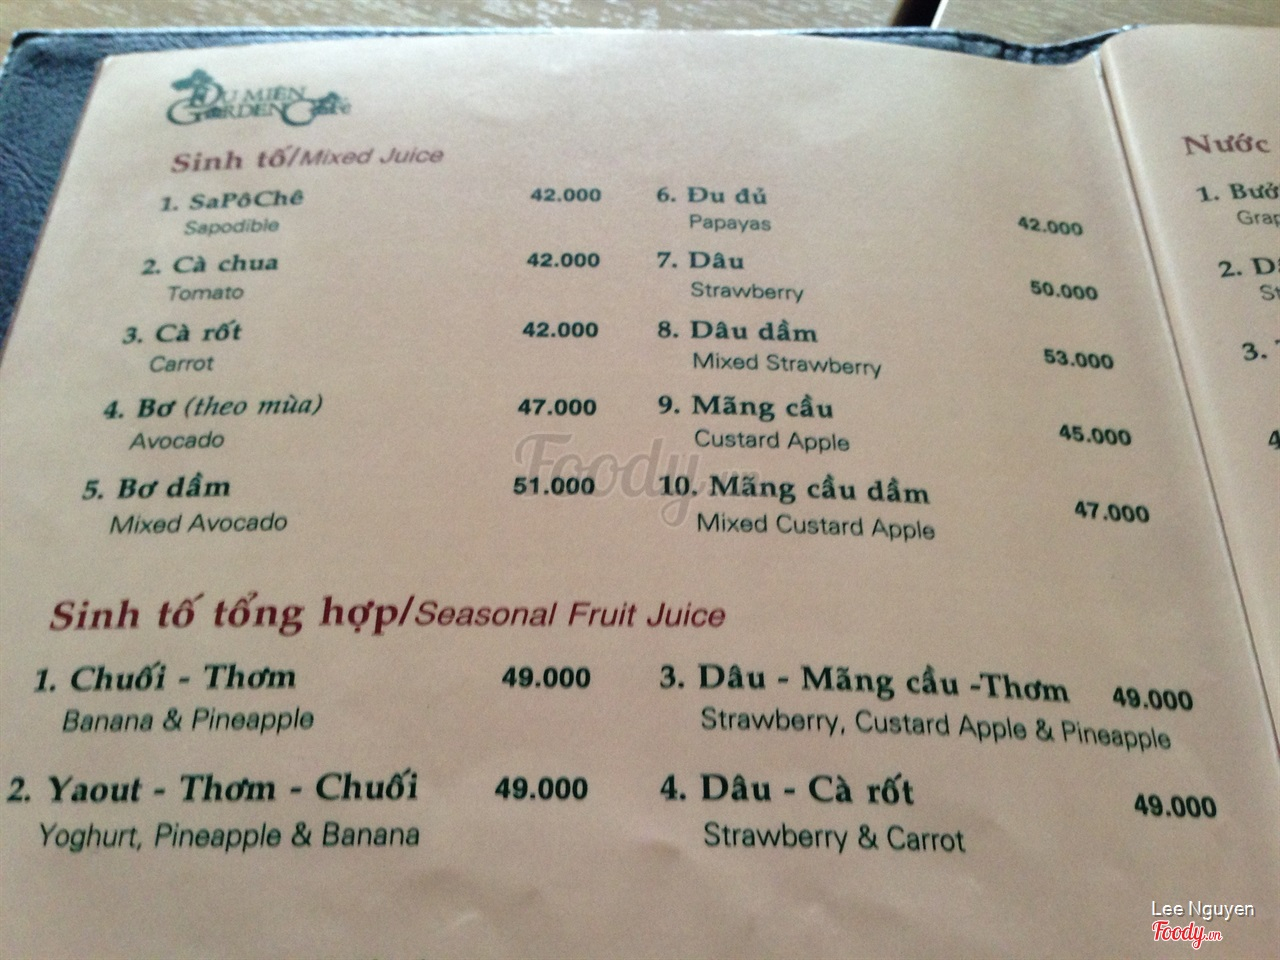 DU MIÊN
GARDEN Café
Sinh tố/Mixed Juice
1. SaPôChê 42.000
Sapodible
2. Cà chua 42.000
Tomato
3. Cà rốt 42.000
Carrot
4. Bơ (theo mùa) 47.000
Avocado
5. Bơ dầm 51.000
Mixed Avocado
6. Đu đủ
Papayas 42.000
7. Dâu
Strawberry 50.000
8. Dâu dầm
Mixed Strawberry 53.000
9. Mãng cầu
Custard Apple 45.000
10. Mãng cầu dầm
Mixed Custard Apple 47.000
Foody.vn
Sinh tố tổng hợp/Seasonal Fruit Juice
1. Chuối - Thơm 49.000
Banana & Pineapple
2. Yaout - Thơm - Chuối 49.000
Yoghurt, Pineapple & Banana
3. Dâu - Mãng cầu -Thơm 49.000
Strawberry, Custard Apple & Pineapple
4. Dâu - Cà rốt 49.000
Strawberry & Carrot
Nước
1.
2.
3.
Lee Nguyen
Foody.vn